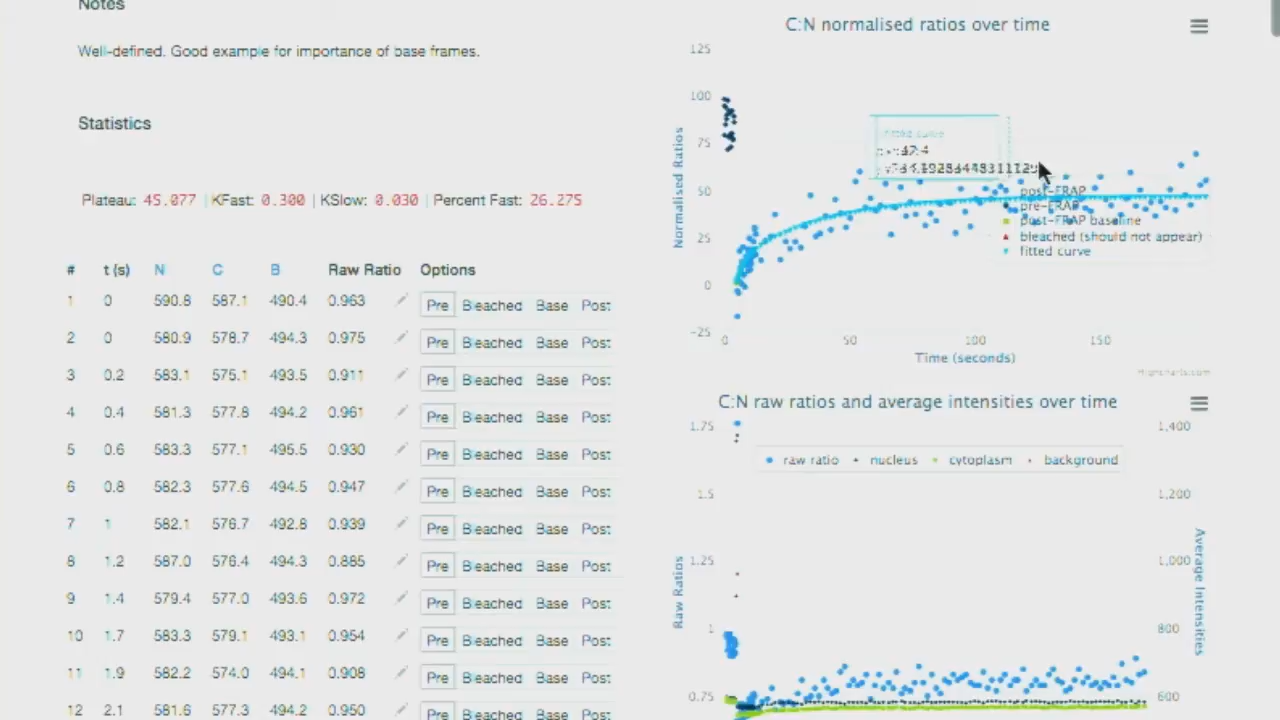 Notes
Well-defined. Good example for importance of base frames.
Statistics
Plateau: 45.077 | KFast: 0.300 | KSlow: 0.030 | Percent Fast: 26.275
# t (s) N C B Raw Ratio Options
1 0 590.8 587.1 490.4 0.963 Pre Bleached Base Post
2 0 580.9 578.7 494.3 0.975 Pre Bleached Base Post
3 0.2 583.1 575.1 493.5 0.911 Pre Bleached Base Post
4 0.4 581.3 577.8 494.2 0.961 Pre Bleached Base Post
5 0.6 583.3 577.1 495.5 0.930 Pre Bleached Base Post
6 0.8 582.3 577.6 494.5 0.947 Pre Bleached Base Post
7 1 582.1 576.7 492.8 0.939 Pre Bleached Base Post
8 1.2 587.0 576.4 494.3 0.885 Pre Bleached Base Post
9 1.4 579.4 577.0 493.6 0.972 Pre Bleached Base Post
10 1.7 583.3 579.1 493.1 0.954 Pre Bleached Base Post
11 1.9 582.2 574.0 494.1 0.908 Pre Bleached Base Post
12 2.1 581.6 577.3 494.2 0.950 Pre Bleached Base Post
C:N normalised ratios over time
125
100
75
50
25
0
-25
Normalised Ratios
fitted curve
post-FRAP
pre-FRAP
post-FRAP baseline
bleached (should not appear)
fitted curve
0 50 100 150
Time (seconds)
Highcharts.com
C:N raw ratios and average intensities over time
1.75 1,400
raw ratio nucleus cytoplasm background
1.5 1,200
1.25 1,000
1 800
0.75 600
Raw Ratios
Average Intensities